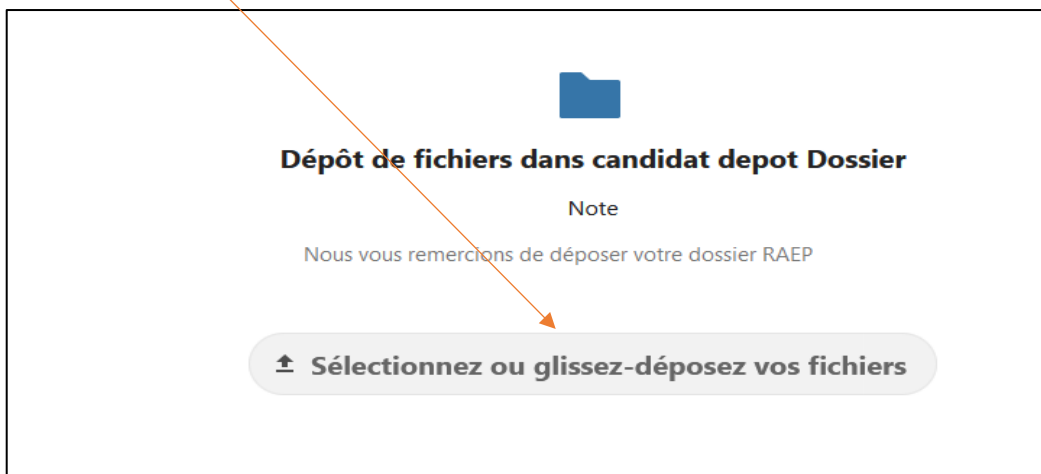 Dépôt de fichiers dans candidat depot Dossier
Note
Nous vous remercions de déposer votre dossier RAEP
Sélectionnez ou glissez-déposez vos fichiers